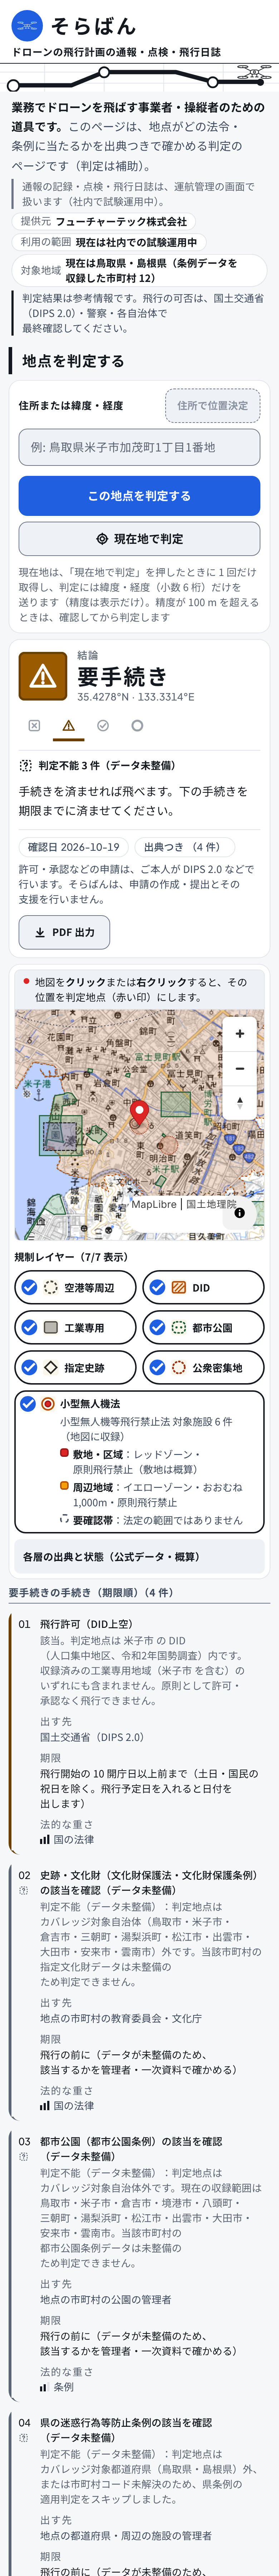 そらばん
ドローンの飛行計画の通報・点検・飛行日誌
業務でドローンを飛ばす事業者・操縦者のための
道具です。このページは、地点がどの法令・
条例に当たるかを出典つきで確かめる判定の
ページです（判定は補助）。
通報の記録・点検・飛行日誌は、運航管理の画面で
扱います（社内で試験運用中）。
提供元 フューチャーテック株式会社
利用の範囲 現在は社内での試験運用中
対象地域 現在は鳥取県・島根県（条例データを
収録した市町村 12）
判定結果は参考情報です。飛行の可否は、国土交通省
（DIPS 2.0）・警察・各自治体で
最終確認してください。
地点を判定する
住所または緯度・経度
住所で位置決定
例: 鳥取県米子市加茂町1丁目1番地
この地点を判定する
現在地で判定
現在地は、「現在地で判定」を押したときに 1 回だけ
取得し、判定には緯度・経度（小数 6 桁）だけを
送ります（精度は表示だけ）。精度が 100 m を超える
ときは、確認してから判定します
結論
要手続き
35.4278°N · 133.3314°E
判定不能 3 件（データ未整備）
手続きを済ませれば飛べます。下の手続きを
期限までに済ませてください。
確認日 2026-10-19
出典つき （4 件）
許可・承認などの申請は、ご本人が DIPS 2.0 などで
行います。そらばんは、申請の作成・提出とその
支援を行いません。
PDF 出力
地図をクリックまたは右クリックすると、その
位置を判定地点（赤い印）にします。
花園町
角盤町
錦町
富士見町駅
富士見町
米子港
内町
西町
道笑町
昭和町
明治町
米子駅
米子城跡
錦海町
祇園町
目久美町
MapLibre | 国土地理院
規制レイヤー（7/7 表示）
空港等周辺
DID
工業専用
都市公園
指定史跡
公衆密集地
小型無人機法
小型無人機等飛行禁止法 対象施設 6 件
（地図に収録）
敷地・区域：レッドゾーン・
原則飛行禁止（敷地は概算）
周辺地域：イエローゾーン・おおむね
1,000m・原則飛行禁止
要確認帯：法定の範囲ではありません
各層の出典と状態（公式データ・概算）
要手続きの手続き（期限順）（4 件）
01 飛行許可（DID上空）
該当。判定地点は 米子市 の DID
（人口集中地区、令和2年国勢調査）内です。
収録済みの工業専用地域（米子市 を含む）の
いずれにも含まれません。原則として許可・
承認なく飛行できません。
出す先
国土交通省（DIPS 2.0）
期限
飛行開始の 10 開庁日以上前まで（土日・国民の
祝日を除く。飛行予定日を入れると日付を
出します）
法的な重さ
国の法律
02 史跡・文化財（文化財保護法・文化財保護条例）
の該当を確認（データ未整備）
判定不能（データ未整備）：判定地点は
カバレッジ対象自治体（鳥取市・米子市・
倉吉市・三朝町・湯梨浜町・松江市・出雲市・
大田市・安来市・雲南市）外です。当該市町村の
指定文化財データは未整備の
ため判定できません。
出す先
地点の市町村の教育委員会・文化庁
期限
飛行の前に（データが未整備のため、
該当するかを管理者・一次資料で確かめる）
法的な重さ
国の法律
03 都市公園（都市公園条例）の該当を確認
（データ未整備）
判定不能（データ未整備）：判定地点は
カバレッジ対象自治体外です。現在の収録範囲は
鳥取市・米子市・倉吉市・境港市・八頭町・
三朝町・湯梨浜町・松江市・出雲市・大田市・
安来市・雲南市。当該市町村の
都市公園条例データは未整備の
ため判定できません。
出す先
地点の市町村の公園の管理者
期限
飛行の前に（データが未整備のため、
該当するかを管理者・一次資料で確かめる）
法的な重さ
条例
04 県の迷惑行為等防止条例の該当を確認
（データ未整備）
判定不能（データ未整備）：判定地点は
カバレッジ対象都道府県（鳥取県・島根県）外、
または市町村コード未解決のため、県条例の
適用判定をスキップしました。
出す先
地点の都道府県・周辺の施設の管理者
期限
飛行の前に（データが未整備のため、